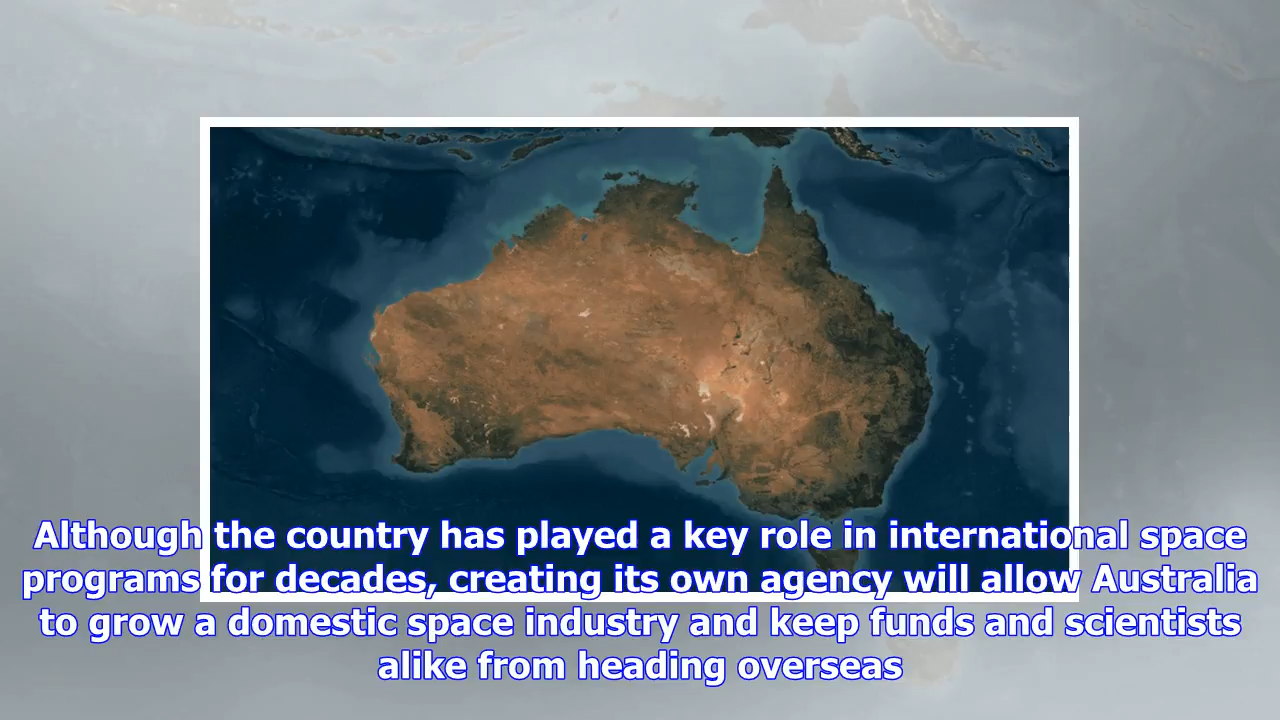 Although the country has played a key role in international space
programs for decades, creating its own agency will allow Australia
to grow a domestic space industry and keep funds and scientists
alike from heading overseas